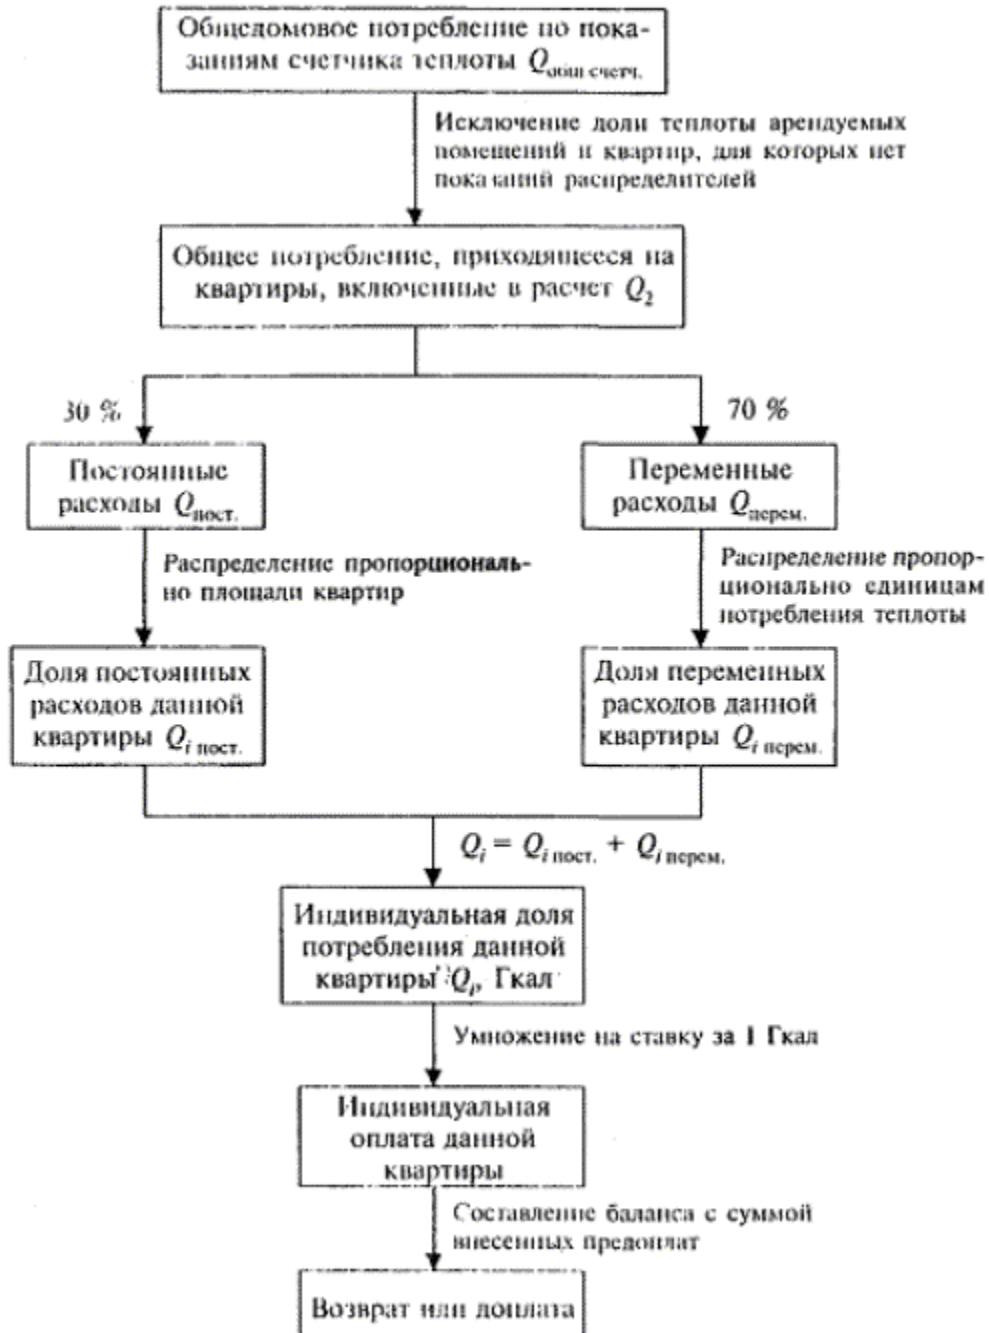 Общедомовое потребление по пока-
заниям счетчика теплоты Qобщ счетч.
Исключение доли теплоты арендуемых
помещений и квартир, для которых нет
показаний распределителей
Общее потребление, приходящееся на
квартиры, включенные в расчет Q2
30 %
70 %
Постоянные
расходы Qпост.
Переменные
расходы Qперем.
Распределение пропорциональ-
но площади квартир
Распределение пропор-
ционально единицам
потребления теплоты
Доля постоянных
расходов данной
квартиры Qi пост.
Доля переменных
расходов данной
квартиры Qi перем.
Qi = Qi пост. + Qi перем.
Индивидуальная доля
потребления данной
квартиры Qi, Гкал
Умножение на ставку за 1 Гкал
Индивидуальная
оплата данной
квартиры
Составление баланса с суммой
внесенных предоплат
Возврат или доплата